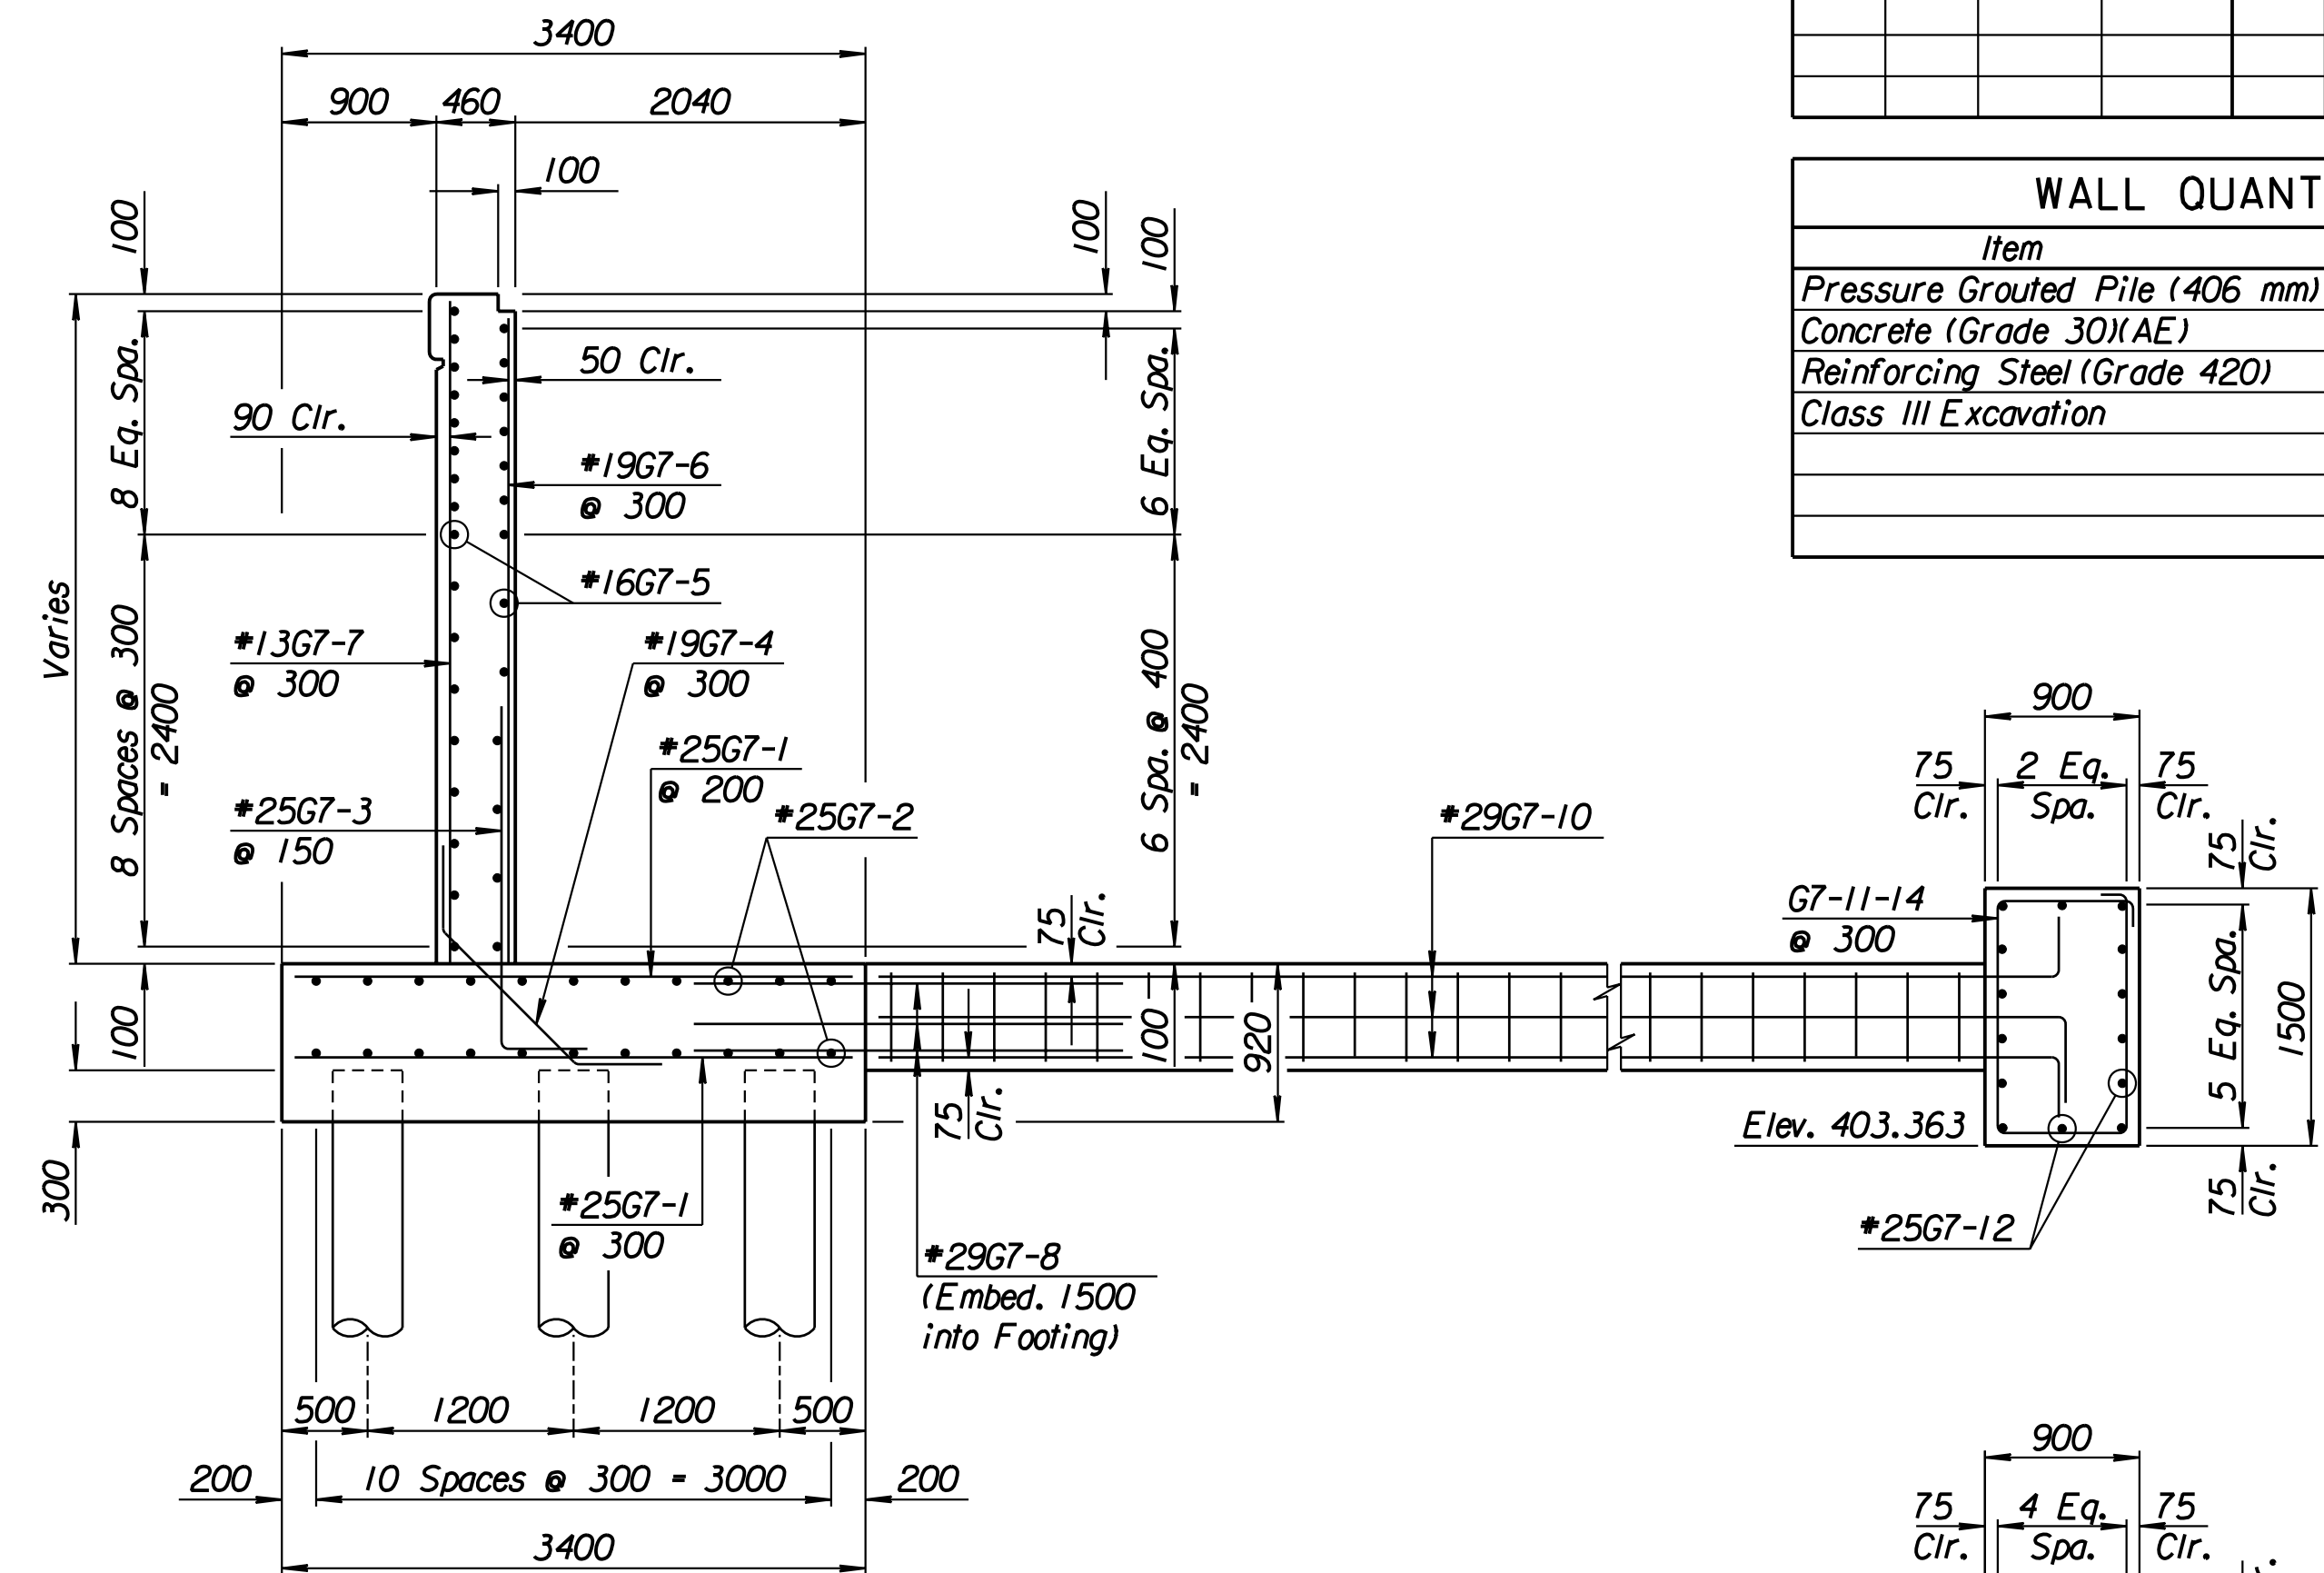 3400
900 460 2040
100
100
100
100
50 Clr.
90 Clr.
8 Eq. Spa.
6 Eq. Spa.
#19G7-6
@ 300
#16G7-5
Varies
8 Spaces @ 300
= 2400
#13G7-7
@ 300
#19G7-4
@ 300
6 Spa. @ 400
= 2400
#25G7-1
@ 200
#25G7-3
@ 150
#25G7-2
#29G7-10
75
Clr.
100
100
920
75
Clr.
300
#25G7-1
@ 300
#29G7-8
(Embed. 1500
into Footing)
500 1200 1200 500
200 10 Spaces @ 300 = 3000 200
3400
WALL QUANT
Item
Pressure Grouted Pile (406 mm)
Concrete (Grade 30)(AE)
Reinforcing Steel (Grade 420)
Class III Excavation
900
75 2 Eq. 75
Clr. Spa. Clr.
75
Clr.
G7-11-14
@ 300
5 Eq. Spa.
1500
Elev. 403.363
75
Clr.
#25G7-12
900
75 4 Eq. 75
Clr. Spa. Clr.